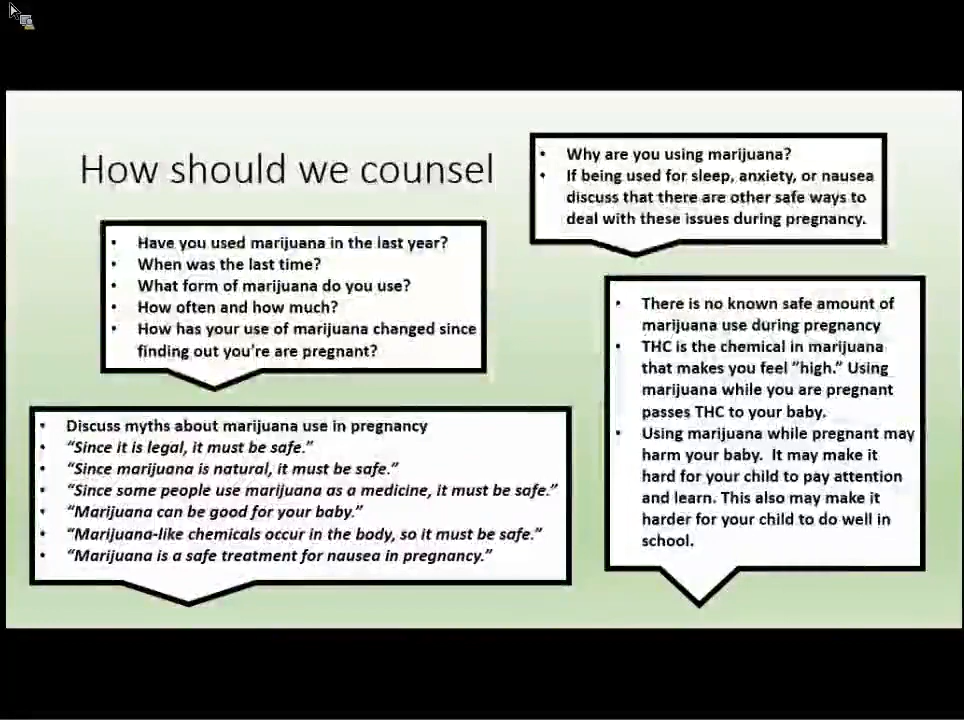 How should we counsel
• Why are you using marijuana?
• If being used for sleep, anxiety, or nausea
discuss that there are other safe ways to
deal with these issues during pregnancy.
• Have you used marijuana in the last year?
• When was the last time?
• What form of marijuana do you use?
• How often and how much?
• How has your use of marijuana changed since
finding out you're are pregnant?
• There is no known safe amount of
marijuana use during pregnancy
• THC is the chemical in marijuana
that makes you feel "high." Using
marijuana while you are pregnant
passes THC to your baby.
• Using marijuana while pregnant may
harm your baby. It may make it
hard for your child to pay attention
and learn. This also may make it
harder for your child to do well in
school.
• Discuss myths about marijuana use in pregnancy
• "Since it is legal, it must be safe."
• "Since marijuana is natural, it must be safe."
• "Since some people use marijuana as a medicine, it must be safe."
• "Marijuana can be good for your baby."
• "Marijuana-like chemicals occur in the body, so it must be safe."
• "Marijuana is a safe treatment for nausea in pregnancy."